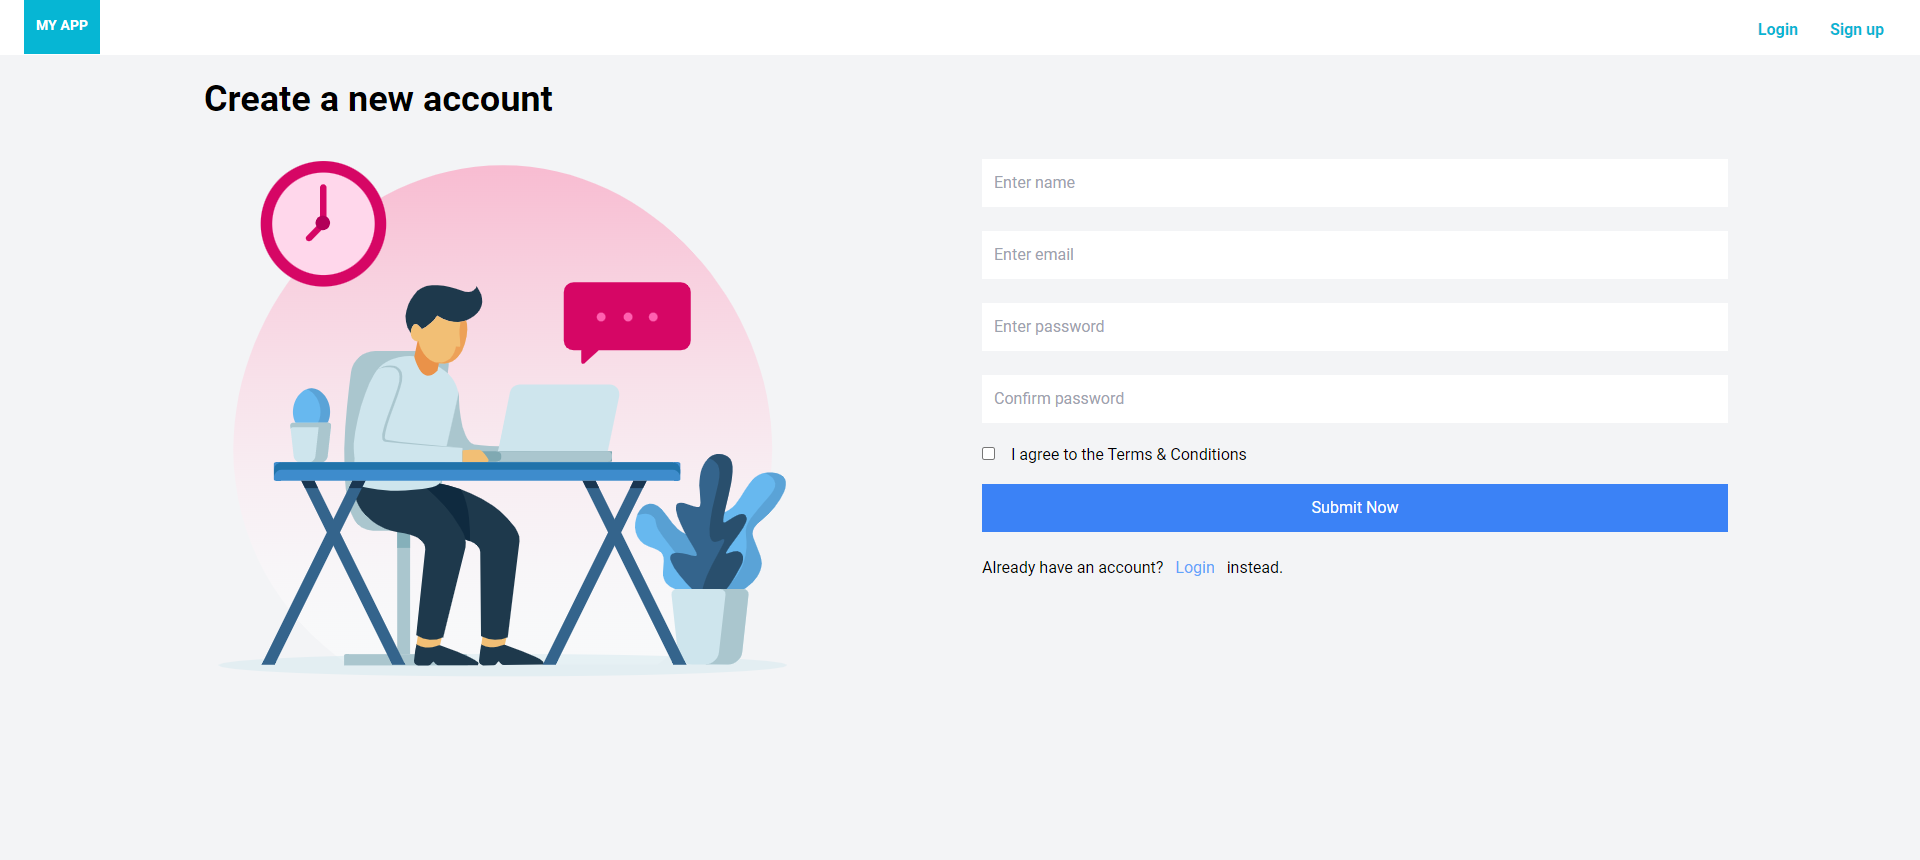 MY APP
Login
Sign up
Create a new account
Enter name
Enter email
Enter password
Confirm password
I agree to the Terms & Conditions
Submit Now
Already have an account? Login instead.